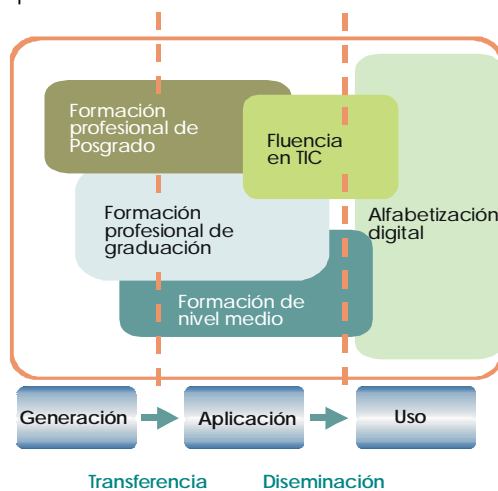 Formación
profesional de
Posgrado
Fluencia
en TIC
Formación
profesional de
graduación
Alfabetización
digital
Formación de
nivel medio
Generación
Aplicación
Uso
Transferencia
Diseminación